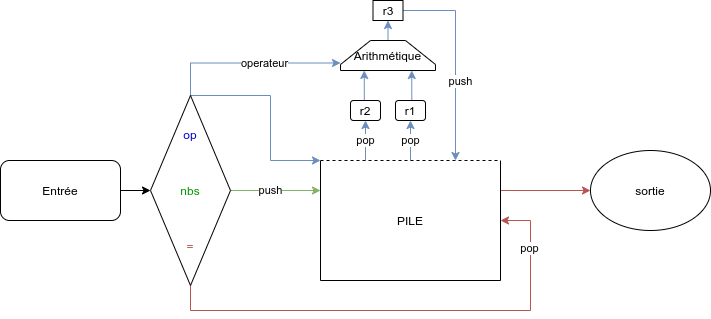 r3
operateur
Arithmétique
push
r2
r1
op
pop
pop
Entrée
nbs
push
PILE
sortie
=
pop